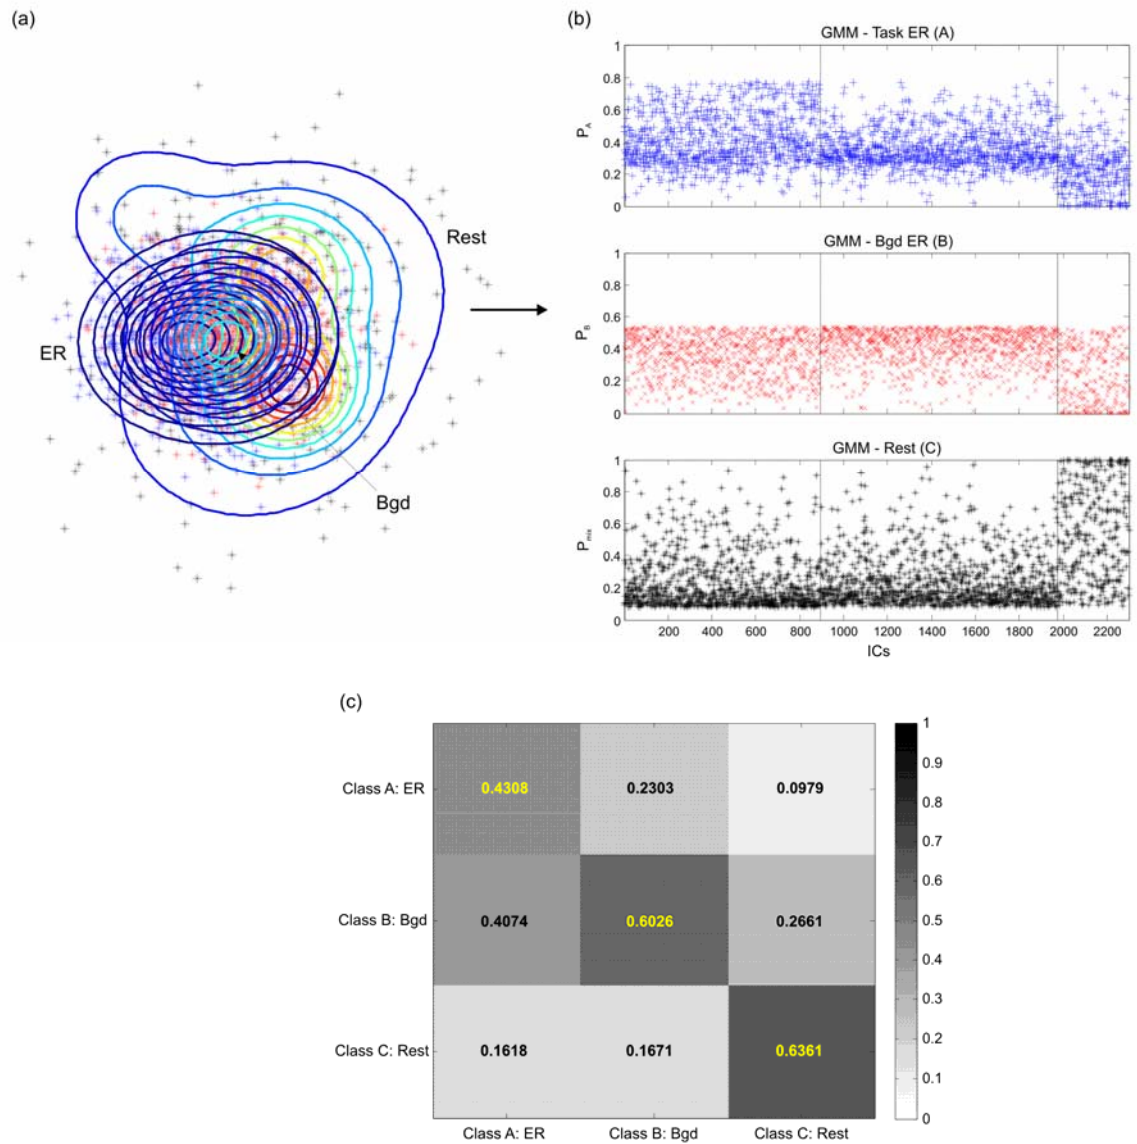 (a)
Rest
ER
Bgd
(b)
GMM - Task ER (A)
1
0.8
0.6
0.4
0.2
0
P_A
GMM - Bgd ER (B)
1
0.8
0.6
0.4
0.2
0
P_B
GMM - Rest (C)
1
0.8
0.6
0.4
0.2
0
P_mix
200 400 600 800 1000 1200 1400 1600 1800 2000 2200
ICs
(c)
Class A: ER 0.4308 0.2303 0.0979
Class B: Bgd 0.4074 0.6026 0.2661
Class C: Rest 0.1618 0.1671 0.6361
Class A: ER Class B: Bgd Class C: Rest
1
0.9
0.8
0.7
0.6
0.5
0.4
0.3
0.2
0.1
0